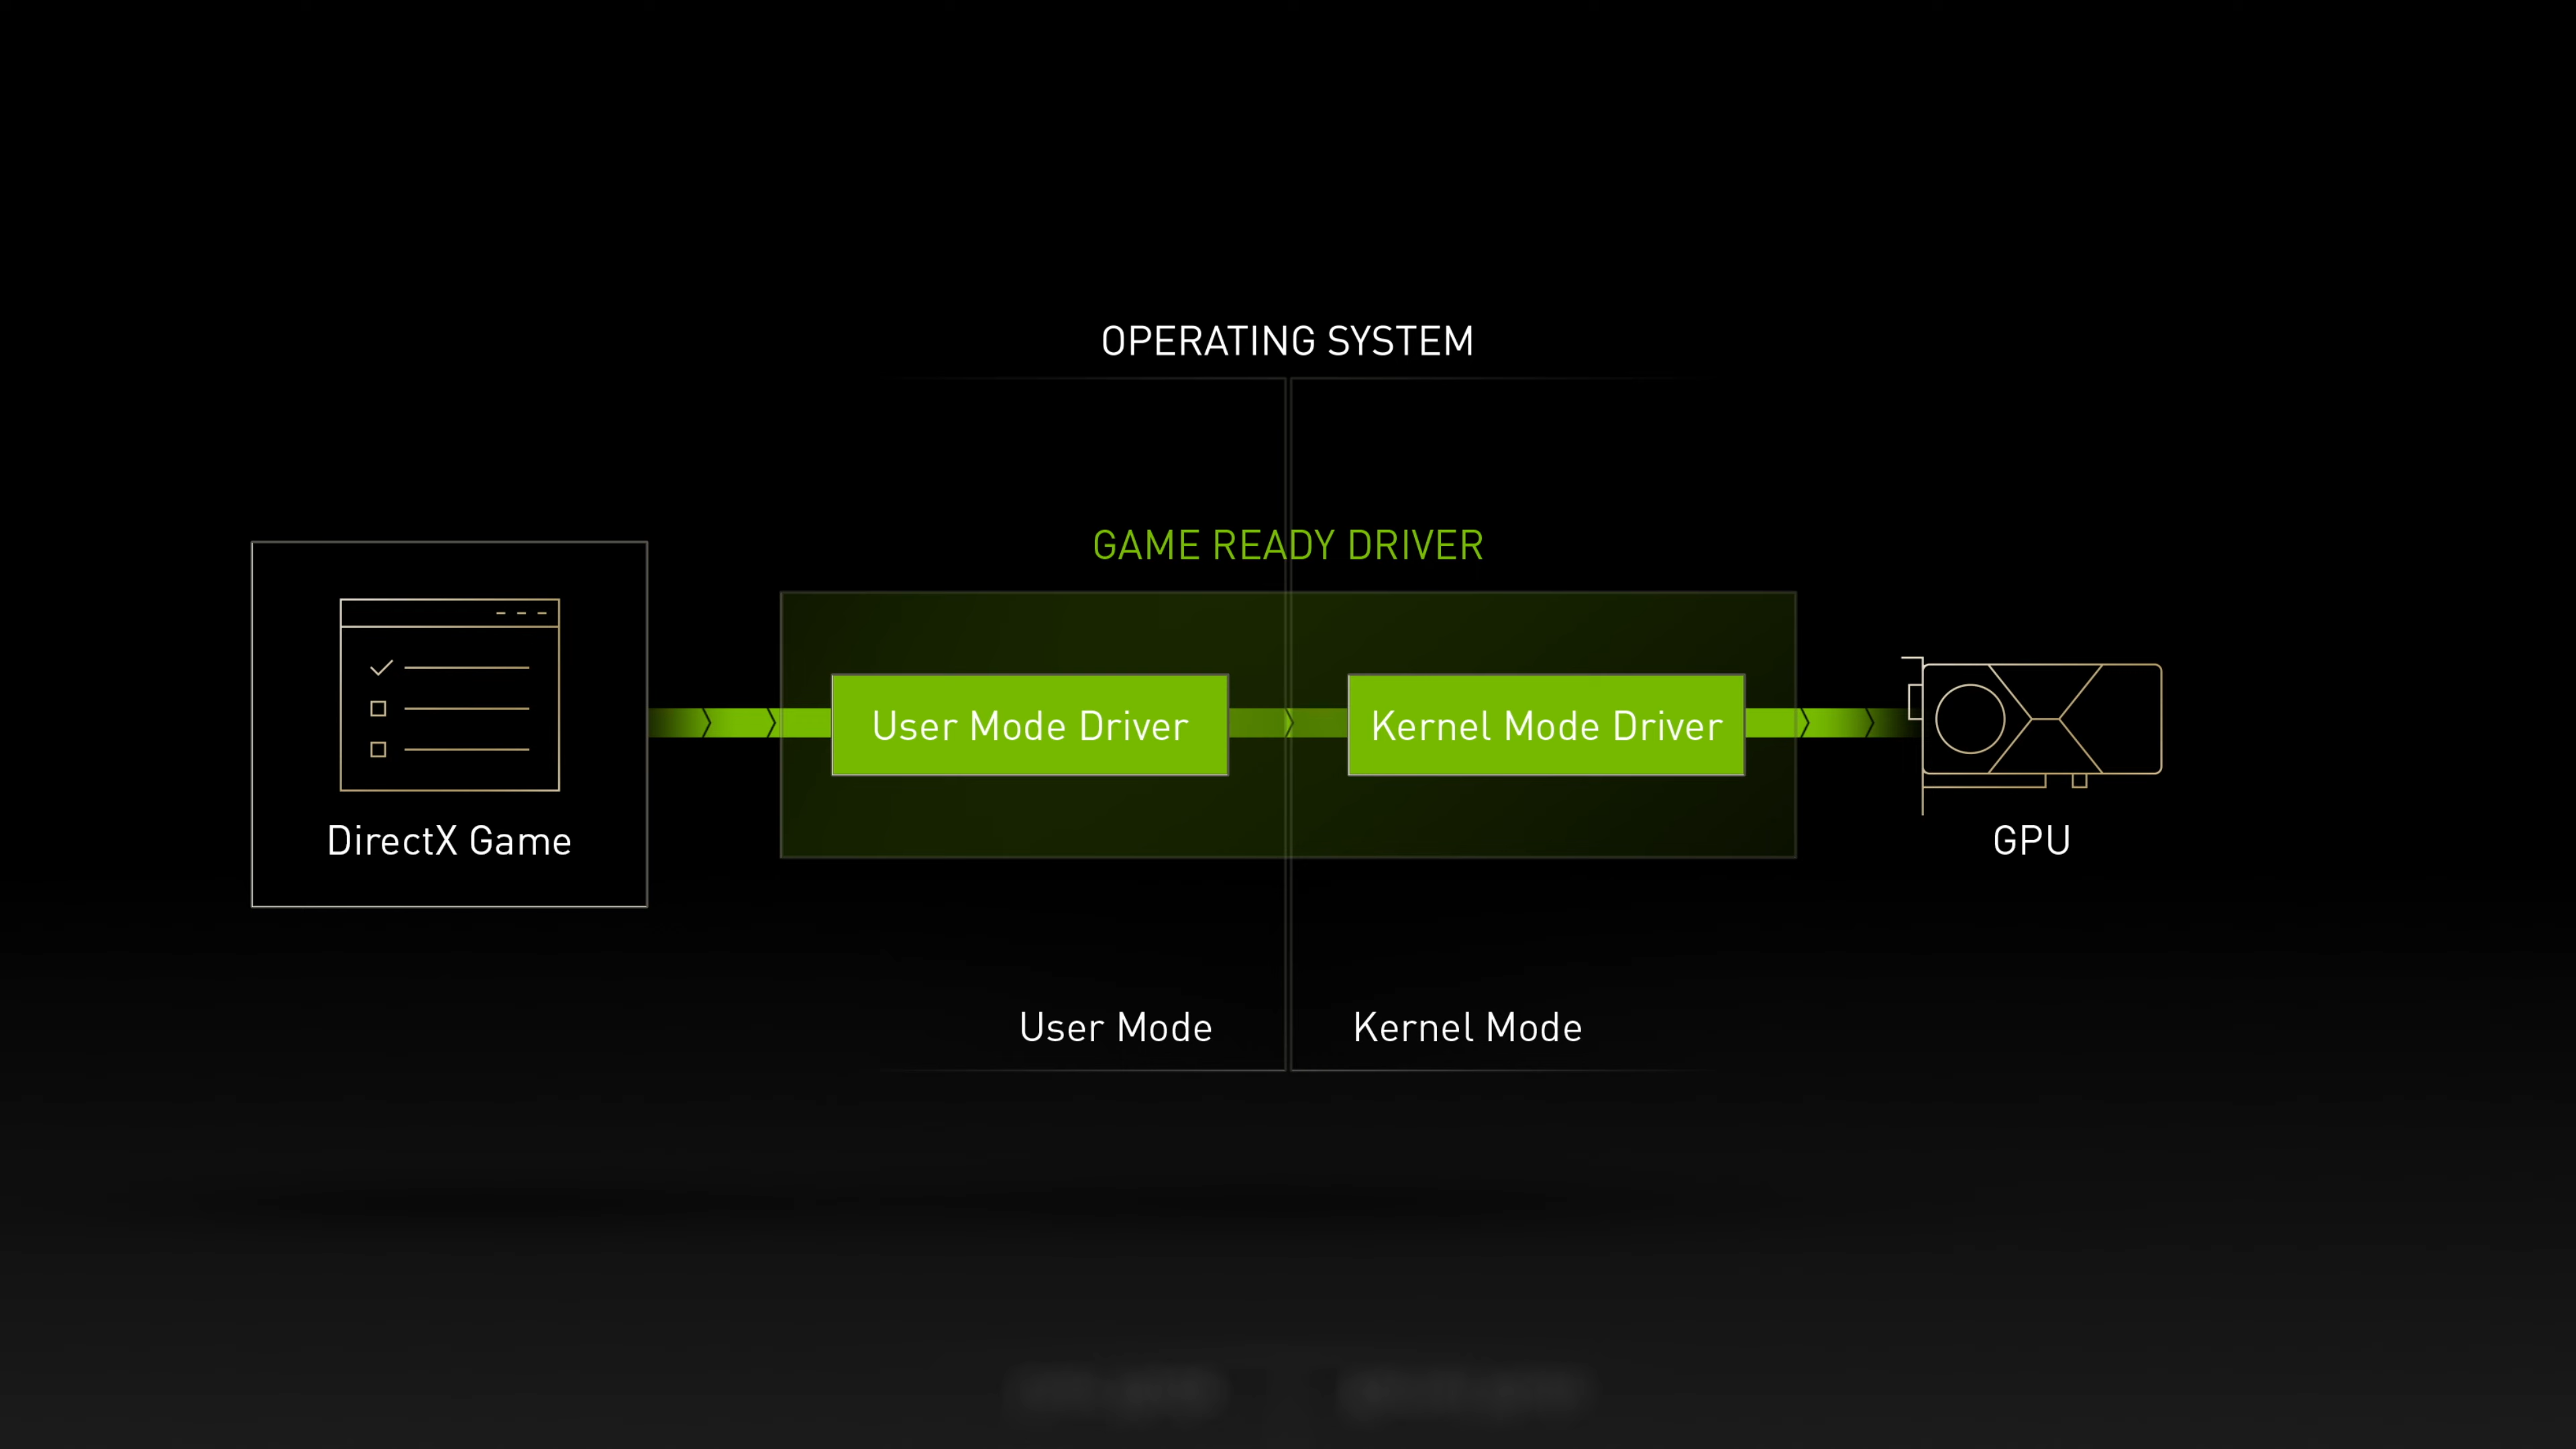 OPERATING SYSTEM
GAME READY DRIVER
DirectX Game
User Mode Driver
Kernel Mode Driver
GPU
User Mode
Kernel Mode